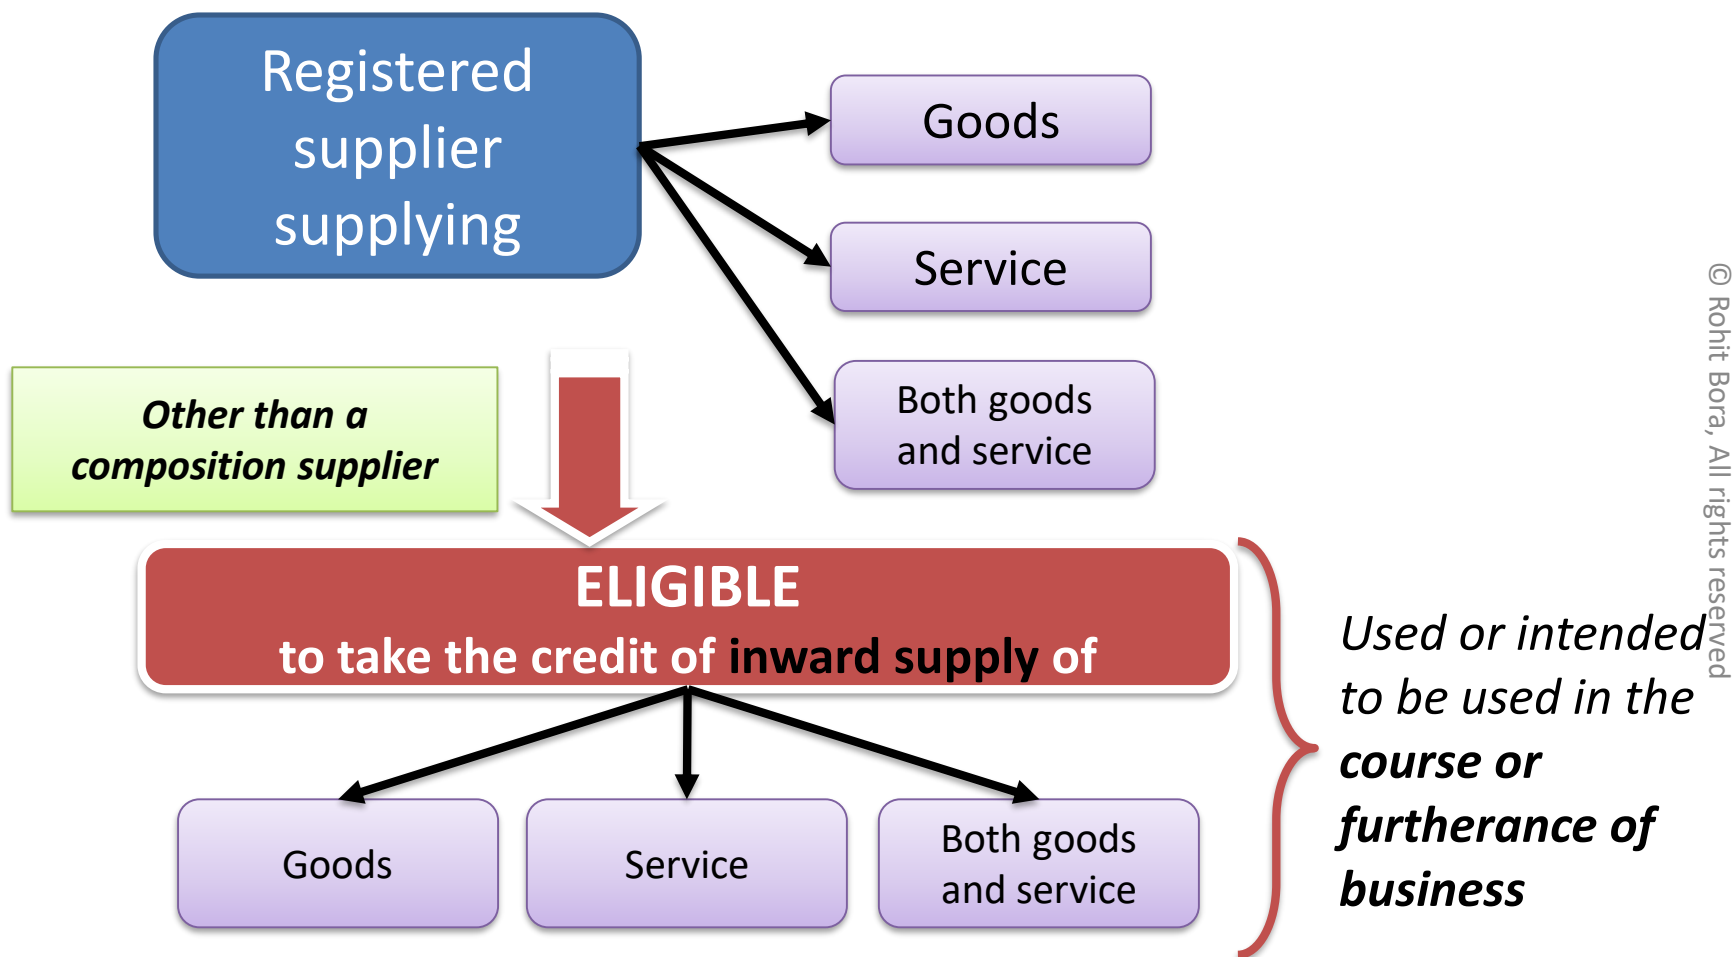 Registered
supplier
supplying
Goods
Service
Both goods
and service
Other than a
composition supplier
ELIGIBLE
to take the credit of inward supply of
Goods
Service
Both goods
and service
Used or intended
to be used in the
course or
furtherance of
business
© Rohit Bora, All rights reserved